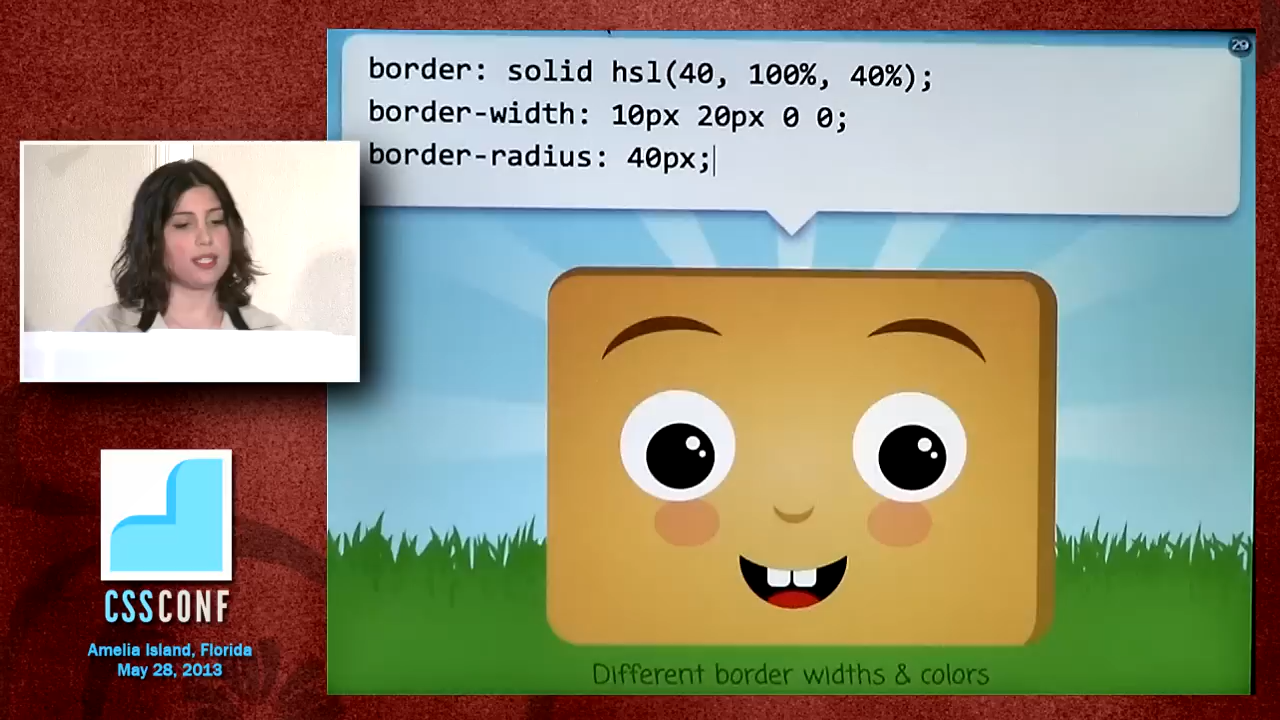 29
border: solid hsl(40, 100%, 40%);
border-width: 10px 20px 0 0;
border-radius: 40px;
CSSCONF
Amelia Island, Florida
May 28, 2013
Different border widths & colors